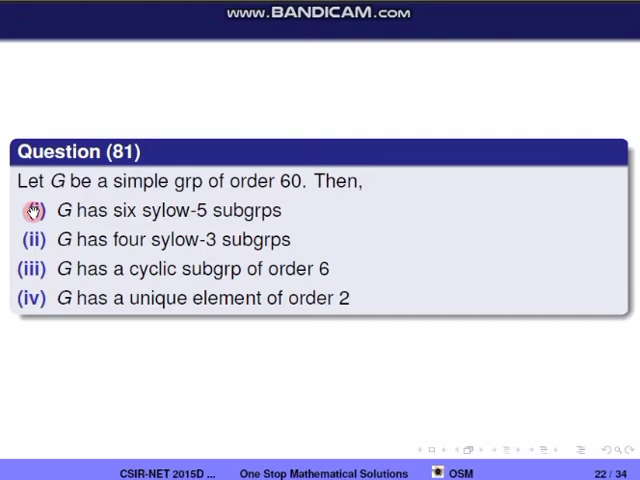 www.BANDICAM.com
Question (81)
Let G be a simple grp of order 60. Then,
(i) G has six sylow-5 subgrps
(ii) G has four sylow-3 subgrps
(iii) G has a cyclic subgrp of order 6
(iv) G has a unique element of order 2
CSIR-NET 2015D ... One Stop Mathematical Solutions OSM 22 / 34